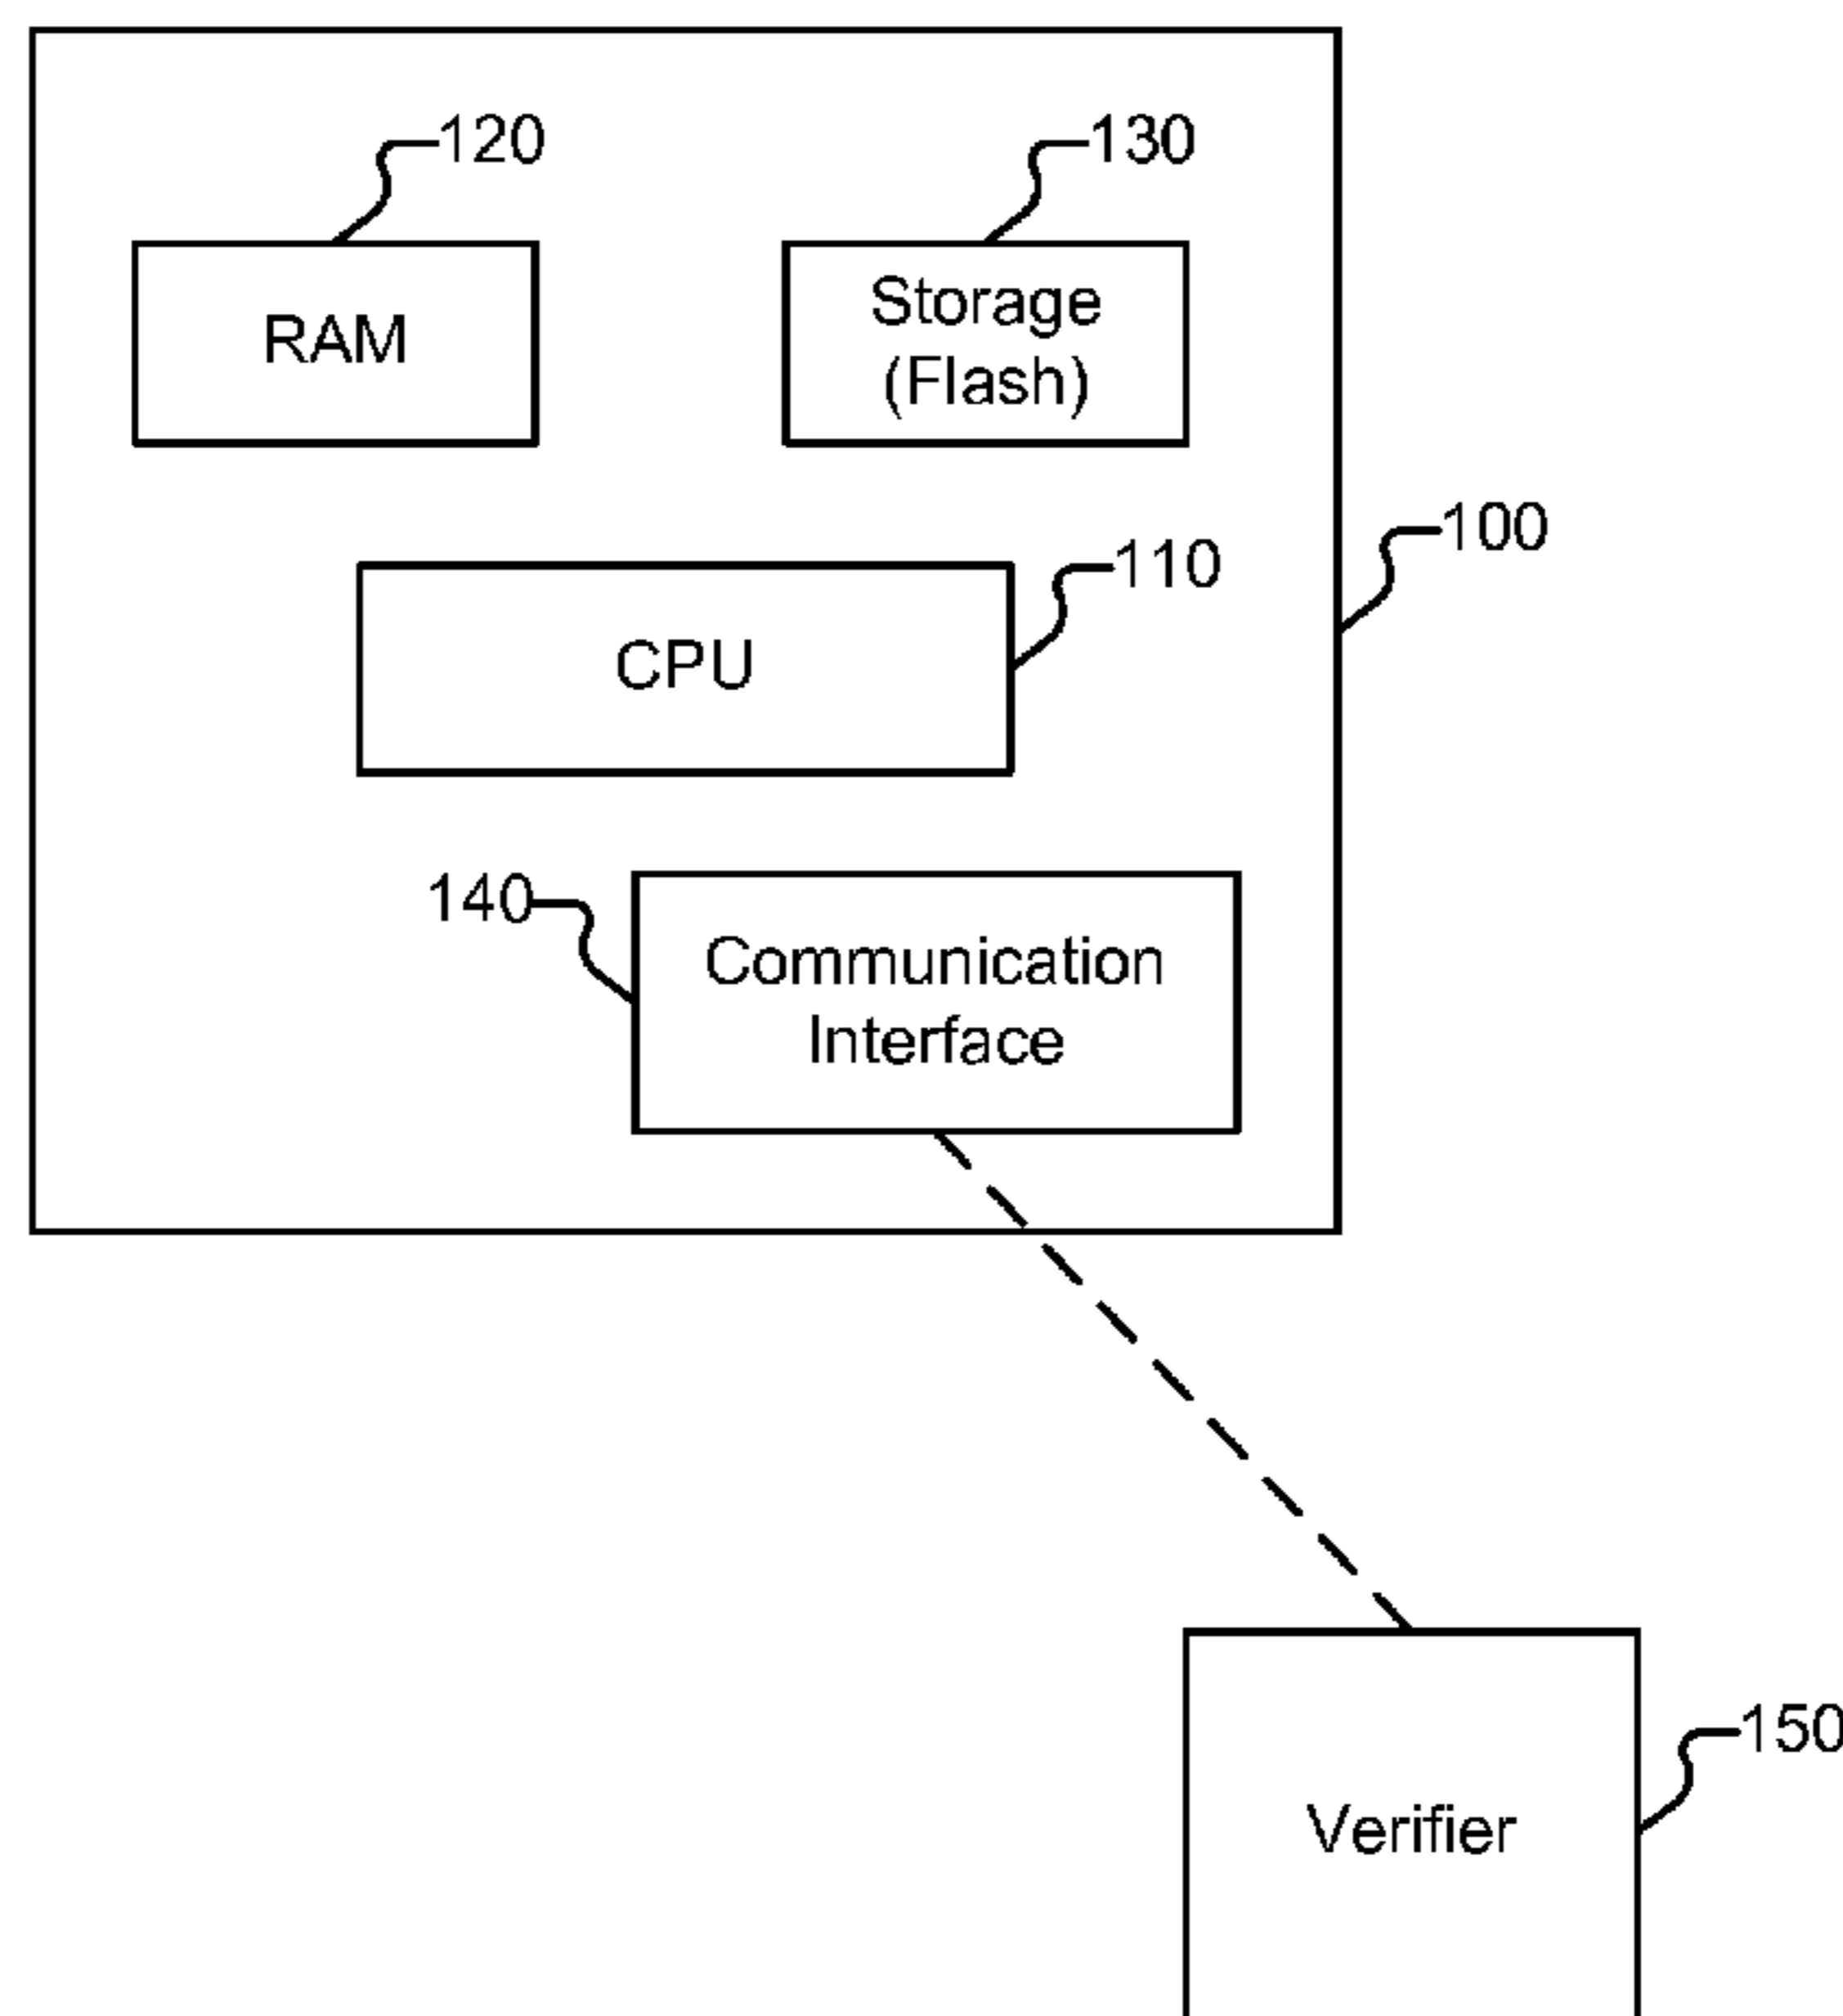 120
130
RAM
Storage
(Flash)
100
110
CPU
140
Communication
Interface
150
Verifier